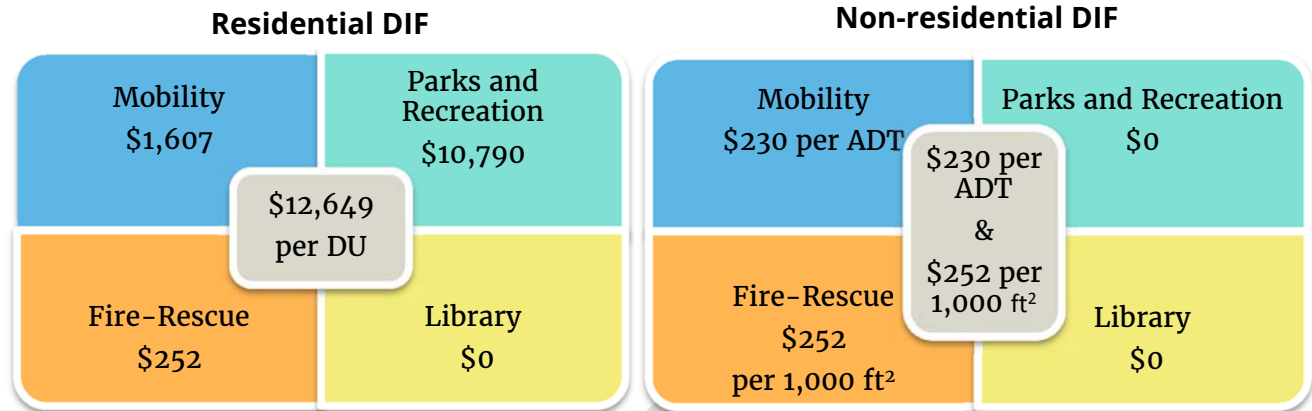 Residential DIF
Mobility
$1,607
Parks and
Recreation
$10,790
$12,649
per DU
Fire-Rescue
$252
Library
$0
Non-residential DIF
Mobility
$230 per ADT
Parks and Recreation
$0
$230 per
ADT
&
$252 per
1,000 ft²
Fire-Rescue
$252
per 1,000 ft²
Library
$0